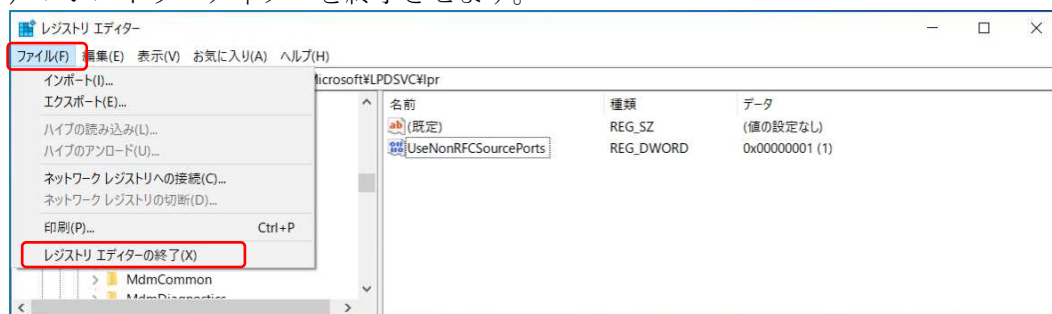 レジストリ エディター
ファイル(F) 編集(E) 表示(V) お気に入り(A) ヘルプ(H)
インポート(I)...
icrosoft¥LPDSVC¥lpr
エクスポート(E)...
名前 種類 データ
ハイブの読み込み(L)...
(既定) REG_SZ (値の設定なし)
ハイブのアンロード(U)...
UseNonRFCSourcePorts REG_DWORD 0x00000001 (1)
ネットワーク レジストリへの接続(C)...
ネットワーク レジストリの切断(D)...
印刷(P)... Ctrl+P
レジストリ エディターの終了(X)
MdmCommon